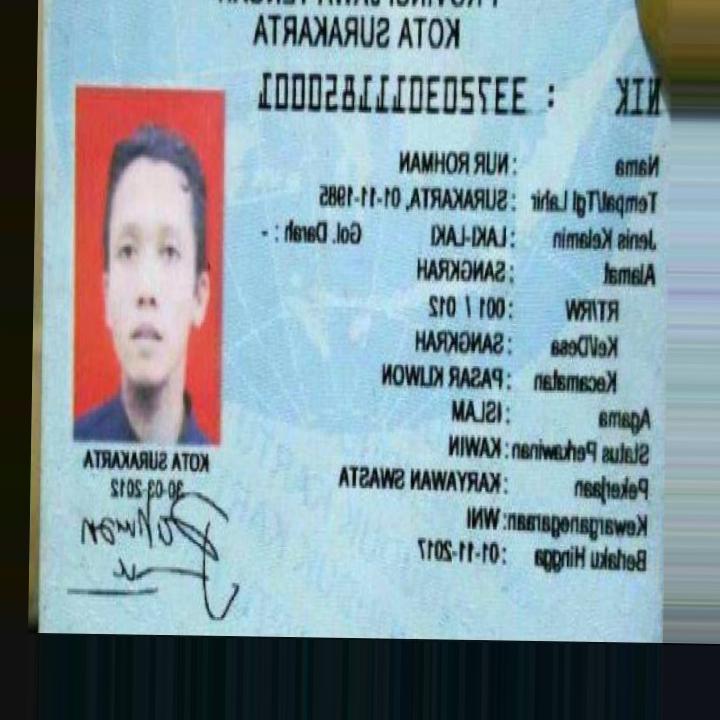 KOTA SURAKARTA
NIK : 3372030111850001
Nama : NUR ROHMAN
Tempat/Tgl Lahir : SURAKARTA, 01-11-1985
Jenis Kelamin : LAKI-LAKI Gol. Darah : -
Alamat : SANGKRAH
RT/RW : 001 / 012
Kel/Desa : SANGKRAH
Kecamatan : PASAR KLIWON
Agama : ISLAM
Status Perkawinan: KAWIN
Pekerjaan : KARYAWAN SWASTA
Kewarganegaraan: WNI
Berlaku Hingga : 01-11-2017
KOTA SURAKARTA
30-03-2012